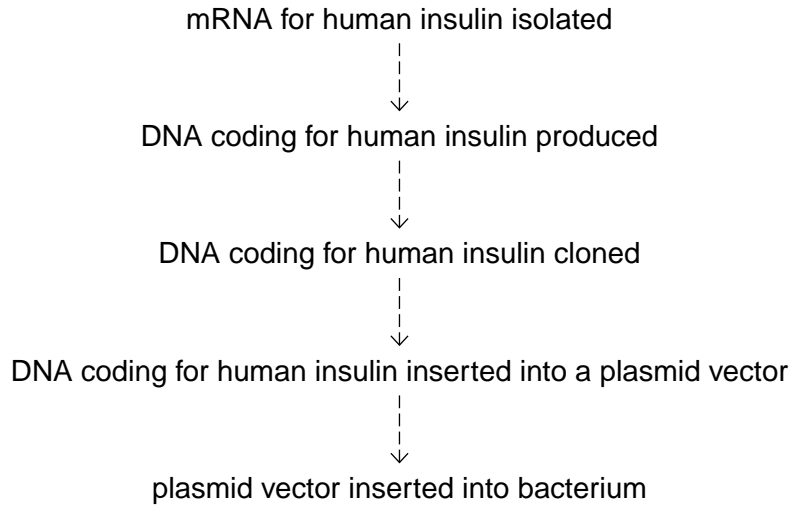 mRNA for human insulin isolated
DNA coding for human insulin produced
DNA coding for human insulin cloned
DNA coding for human insulin inserted into a plasmid vector
plasmid vector inserted into bacterium